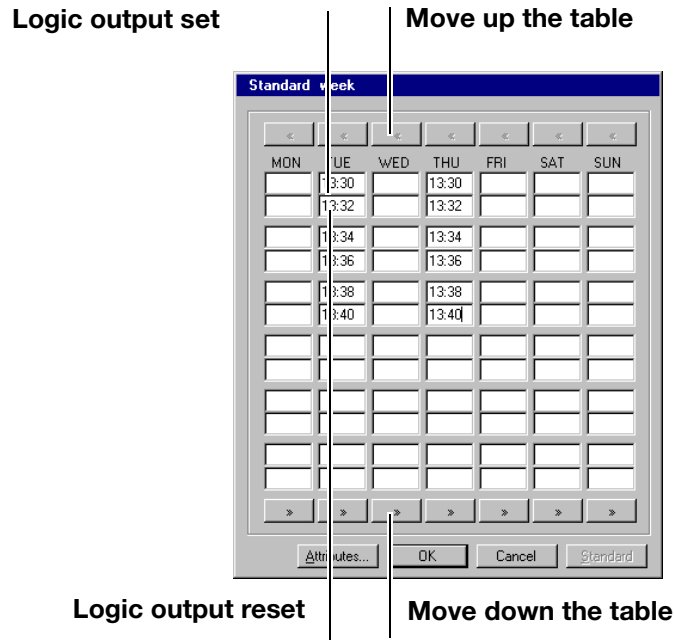 Logic output set Move up the table
Standard week
« « « « « « «
MON TUE WED THU FRI SAT SUN
13:30 13:30
13:32 13:32
13:34 13:34
13:36 13:36
13:38 13:38
13:40 13:40
» » » » » » »
Attributes... OK Cancel Standard
Logic output reset Move down the table